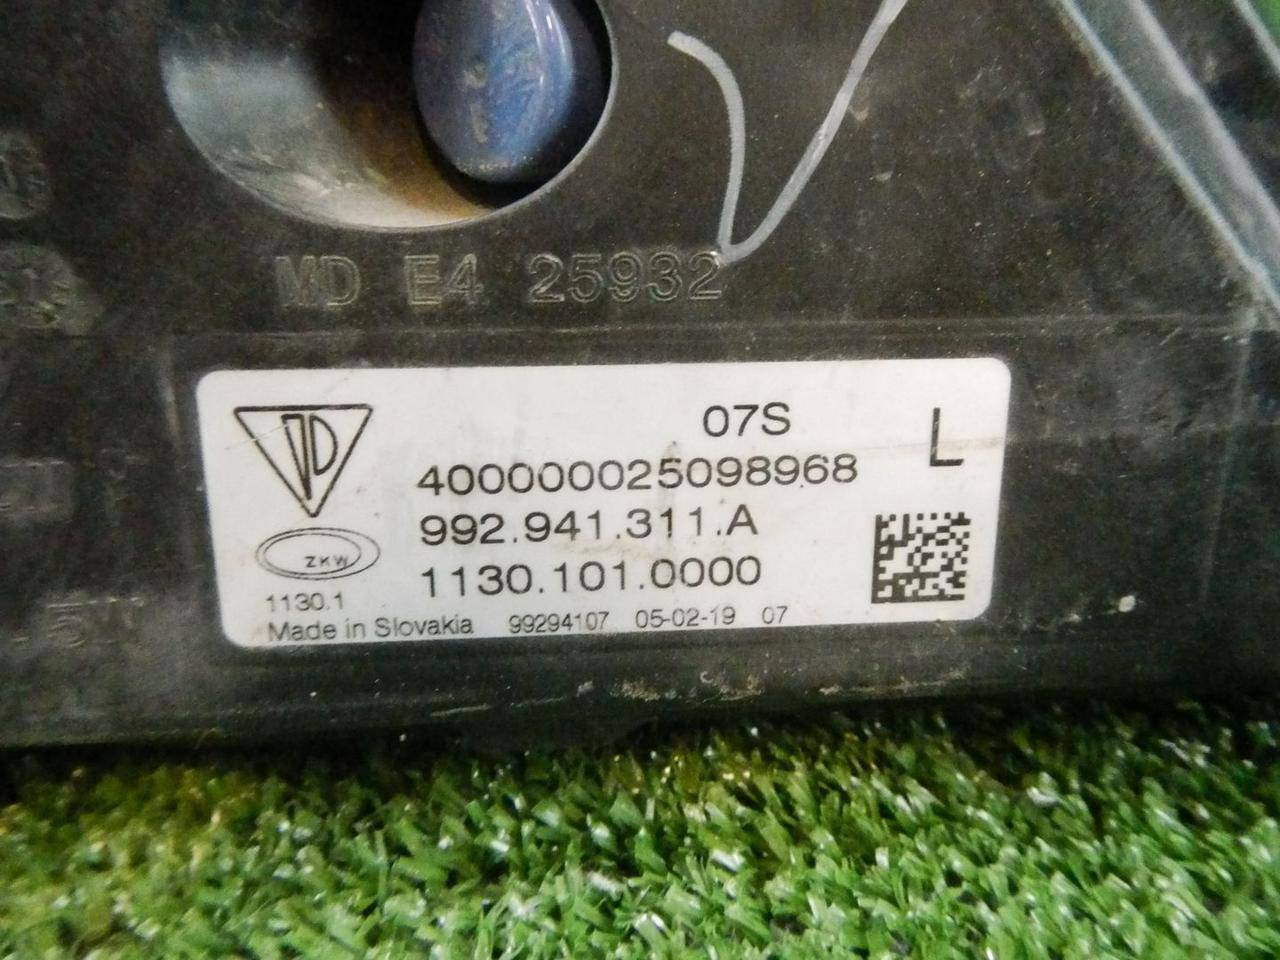 MD E4 25932
07S
L
400000025098968
992.941.311.A
ZKW
1130.101.0000
1130.1
Made in Slovakia 99294107 05-02-19 07
.5W